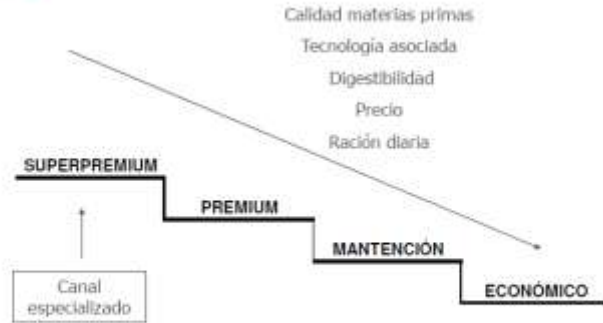 Calidad materias primas
Tecnología asociada
Digestibilidad
Precio
Ración diaria
SUPERPREMIUM
PREMIUM
MANTENCIÓN
ECONÓMICO
Canal
especializado